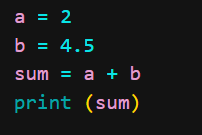 a = 2
b = 4.5
sum = a + b
print (sum)